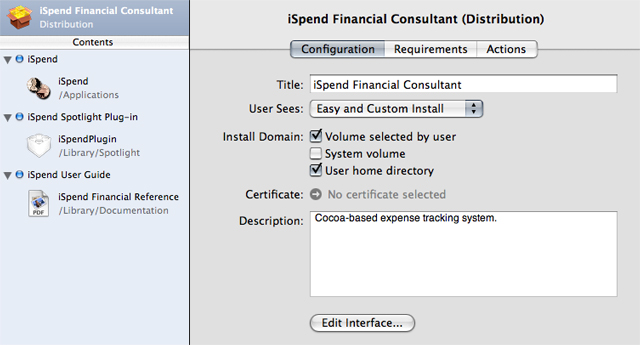 iSpend Financial Consultant
Distribution
Contents
iSpend
iSpend
/Applications
iSpend Spotlight Plug-in
iSpendPlugin
/Library/Spotlight
iSpend User Guide
PDF
iSpend Financial Reference
/Library/Documentation
iSpend Financial Consultant (Distribution)
Configuration Requirements Actions
Title: iSpend Financial Consultant
User Sees: Easy and Custom Install
Install Domain: Volume selected by user
System volume
User home directory
Certificate: No certificate selected
Description: Cocoa-based expense tracking system.
Edit Interface...